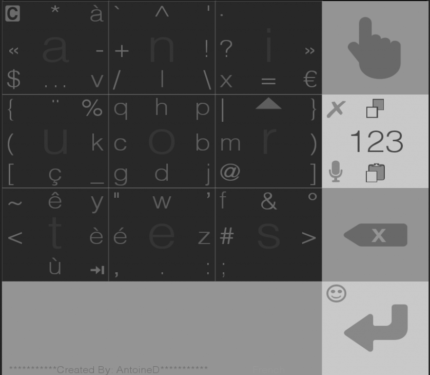 C * à ` ^ ' .
« a - + n ! ? i »
$ … v / | \ x = €
{ ¨ % q h p | }
( u k c o b m r ) 123
[ ç _ g d j @ ]
~ ê y " w ' f & °
< t è é e z # s > x
ù , . : ;
**********Created By: AntoineD**********